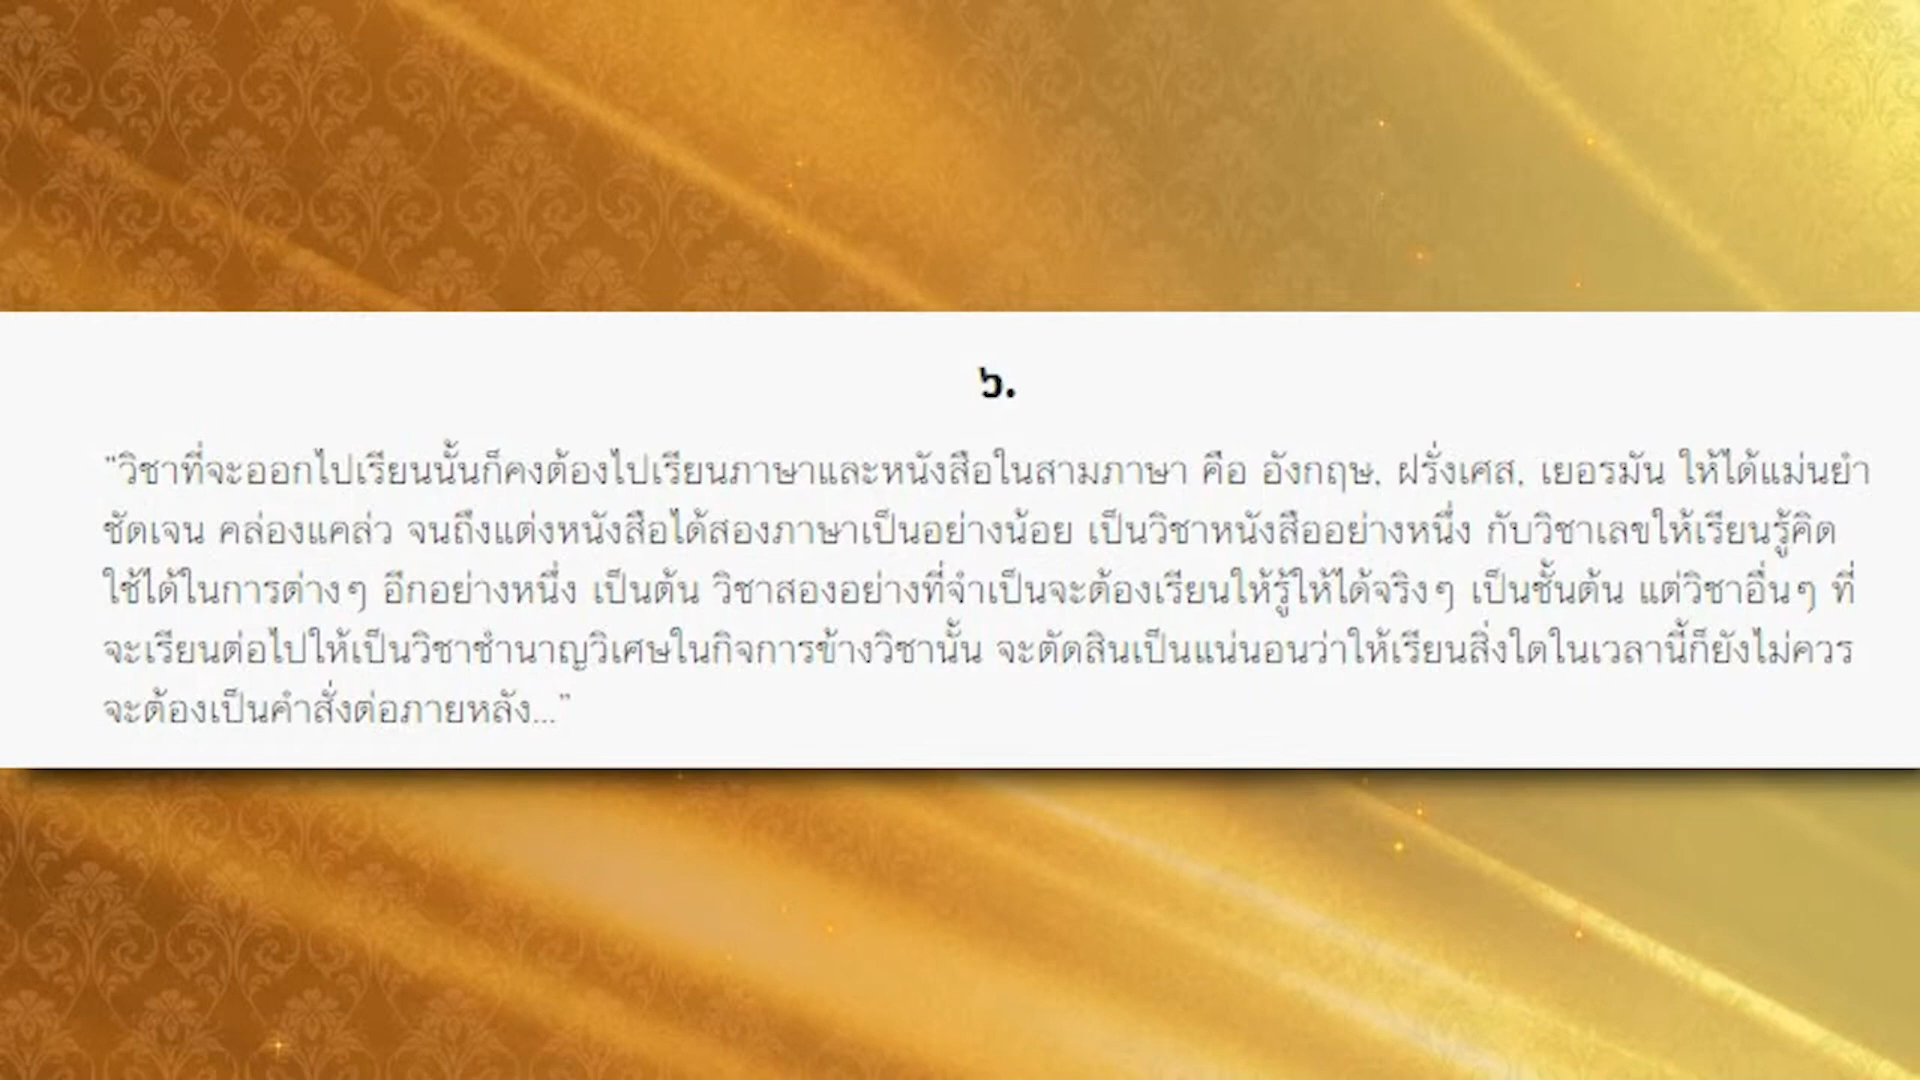 ๖.
"วิชาที่จะออกไปเรียนนั้นก็คงต้องไปเรียนภาษาและหนังสือในสามภาษา คือ อังกฤษ, ฝรั่งเศส, เยอรมัน ให้ได้แม่นยำ
ชัดเจน คล่องแคล่ว จนถึงแต่งหนังสือได้สองภาษาเป็นอย่างน้อย เป็นวิชาหนังสืออย่างหนึ่ง กับวิชาเลขให้เรียนรู้คิด
ใช้ได้ในการต่างๆ อีกอย่างหนึ่ง เป็นต้น วิชาสองอย่างที่จำเป็นจะต้องเรียนให้รู้ให้ได้จริงๆ เป็นชั้นต้น แต่วิชาอื่นๆ ที่
จะเรียนต่อไปให้เป็นวิชาชำนาญวิเศษในกิจการข้างวิชานั้น จะตัดสินเป็นแน่นอนว่าให้เรียนสิ่งใดในเวลานี้ก็ยังไม่ควร
จะต้องเป็นคำสั่งต่อภายหลัง..."